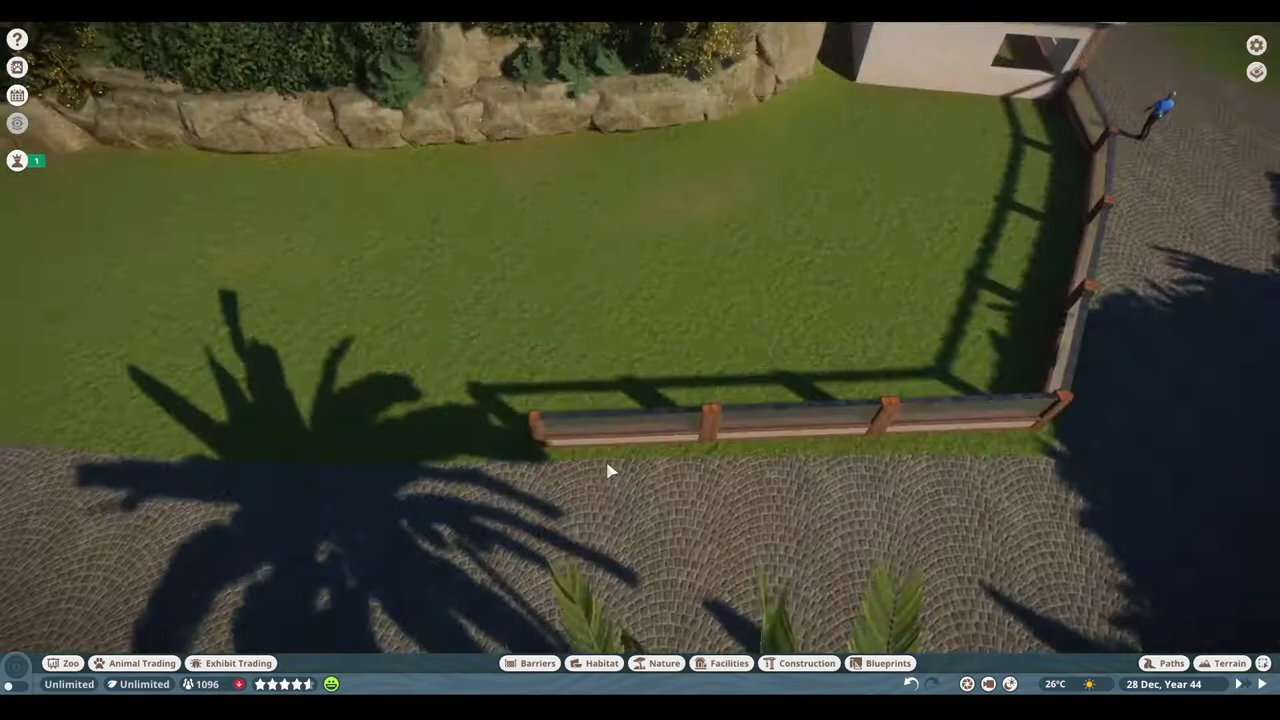 ?
1
Zoo Animal Trading Exhibit Trading Barriers Habitat Nature Facilities Construction Blueprints Paths Terrain
Unlimited Unlimited 1096 26°C 28 Dec, Year 44